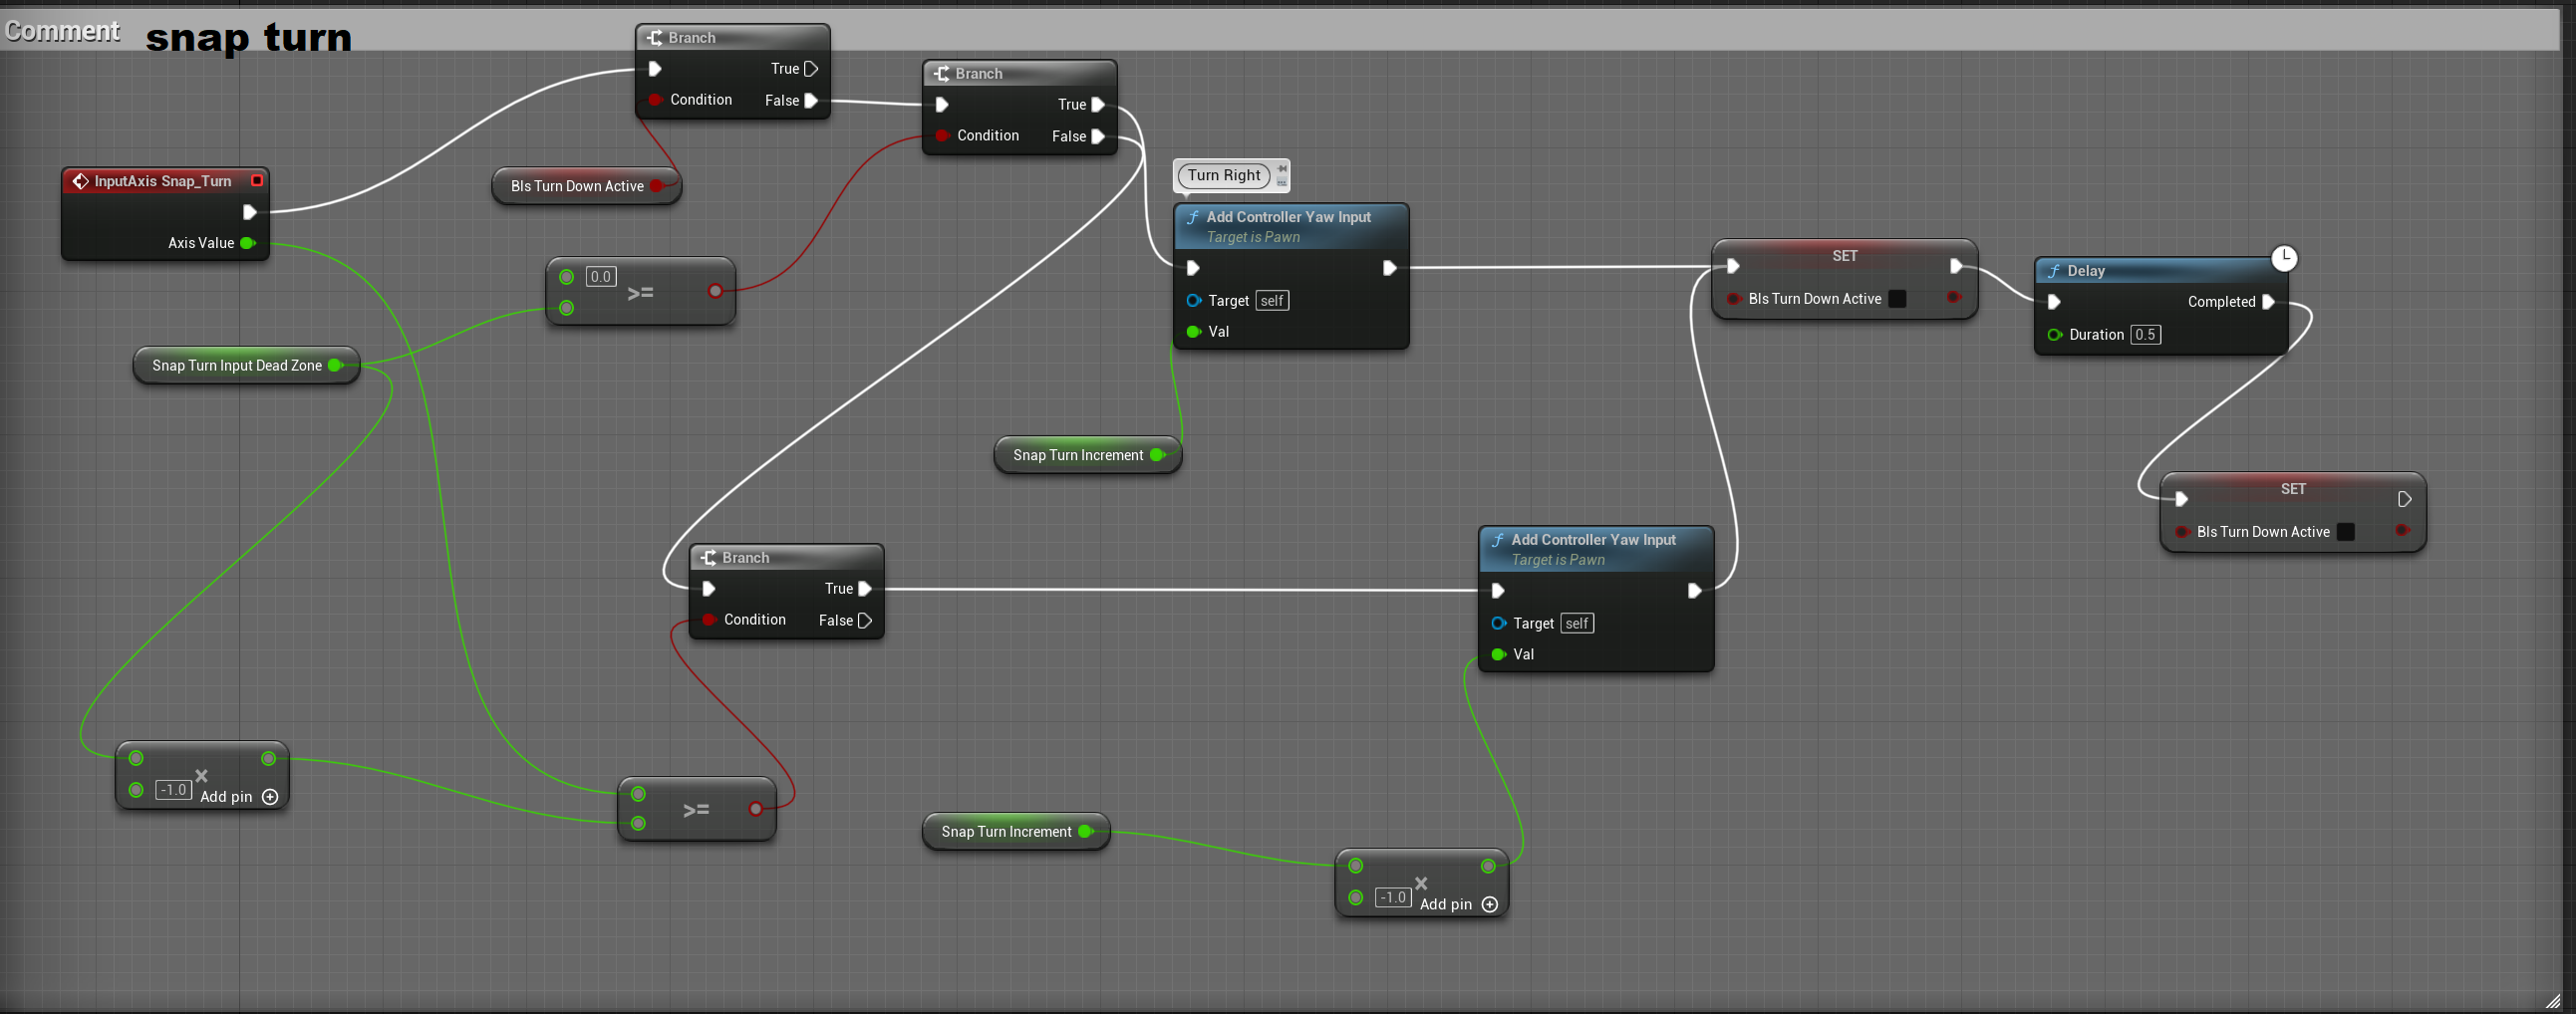 Comment
snap turn
Branch
True
Condition
False
Branch
True
Condition
False
InputAxis Snap_Turn
Axis Value
BIs Turn Down Active
0.0
>=
Snap Turn Input Dead Zone
Turn Right
Add Controller Yaw Input
Target is Pawn
Target self
Val
Snap Turn Increment
SET
BIs Turn Down Active
Delay
Completed
Duration 0.5
SET
BIs Turn Down Active
Branch
True
Condition
False
Add Controller Yaw Input
Target is Pawn
Target self
Val
×
-1.0
Add pin
>=
Snap Turn Increment
×
-1.0
Add pin